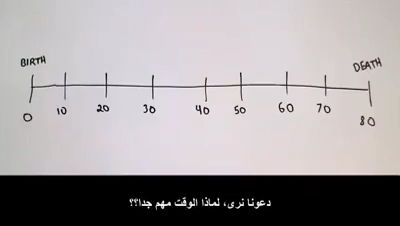 BIRTH DEATH
0 10 20 30 40 50 60 70 80
دعونا نرى، لماذا الوقت مهم جدا؟؟